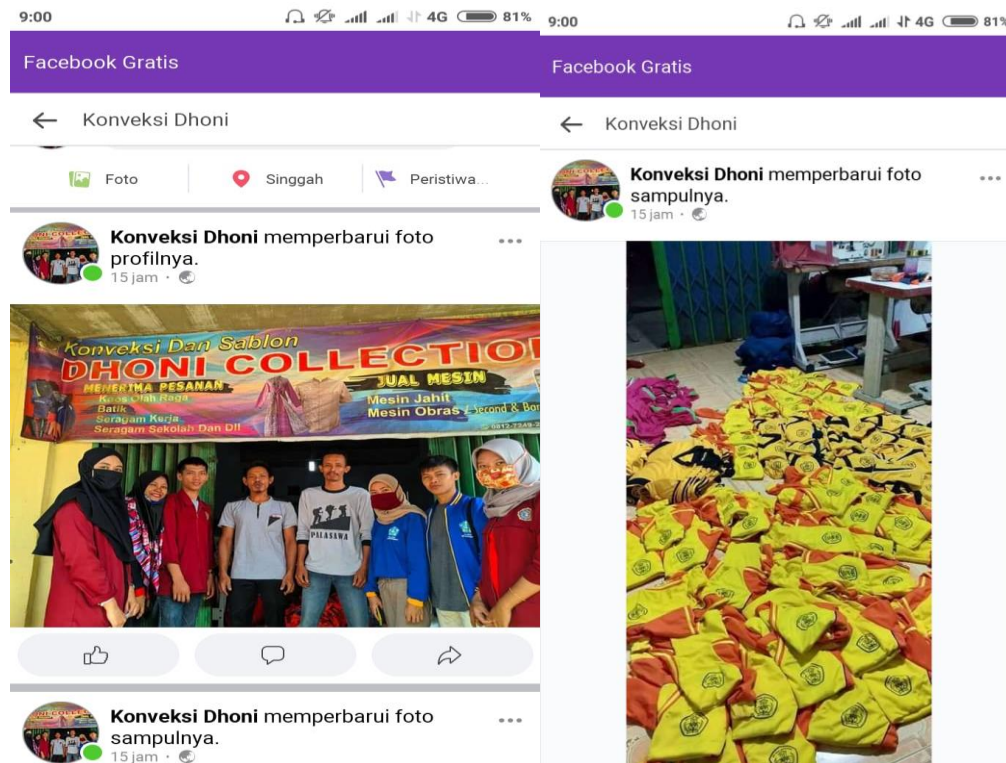 9:00
4G
81%
Facebook Gratis
Konveksi Dhoni
Foto
Singgah
Peristiwa...
Konveksi Dhoni memperbarui foto
profilnya.
15 jam
Konveksi Dan Sablon
DHONI COLLECTIO
MENERIMA PESANAN
Kaos Olah Raga
Batik
Seragam Kerja
Seragam Sekolah Dan Dll
JUAL MESIN
Mesin Jahit
Mesin Obras / Second & Bar
PALASAWA
Konveksi Dhoni memperbarui foto
sampulnya.
15 jam
9:00
4G
81%
Facebook Gratis
Konveksi Dhoni
Konveksi Dhoni memperbarui foto
sampulnya.
15 jam